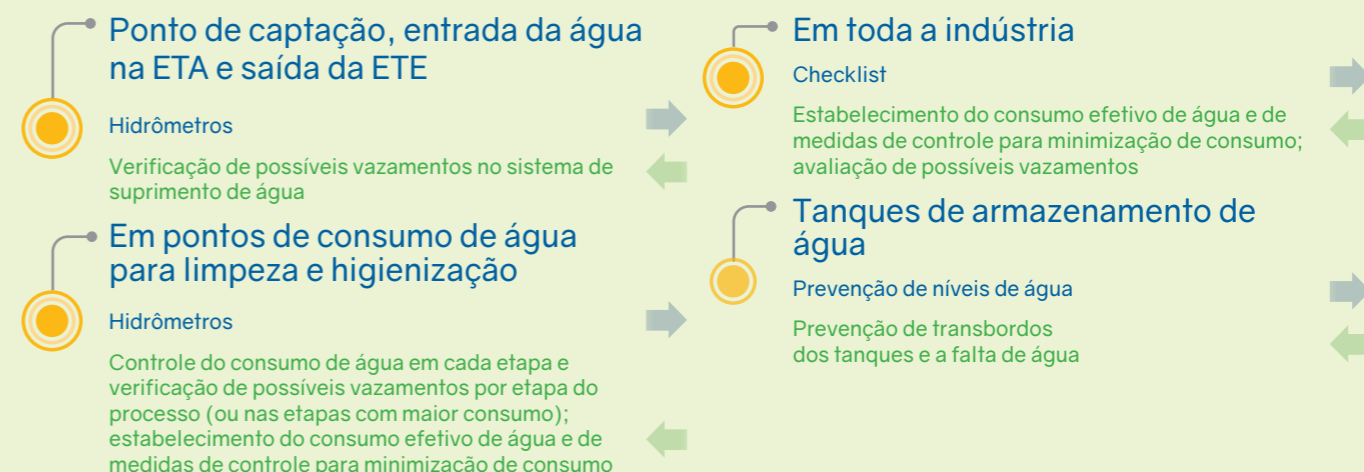 Ponto de captação, entrada da água
na ETA e saída da ETE
Hidrômetros
Verificação de possíveis vazamentos no sistema de
suprimento de água
Em pontos de consumo de água
para limpeza e higienização
Hidrômetros
Controle do consumo de água em cada etapa e
verificação de possíveis vazamentos por etapa do
processo (ou nas etapas com maior consumo);
estabelecimento do consumo efetivo de água e de
medidas de controle para minimização de consumo
Em toda a indústria
Checklist
Estabelecimento do consumo efetivo de água e de
medidas de controle para minimização de consumo;
avaliação de possíveis vazamentos
Tanques de armazenamento de
água
Prevenção de níveis de água
Prevenção de transbordos
dos tanques e a falta de água